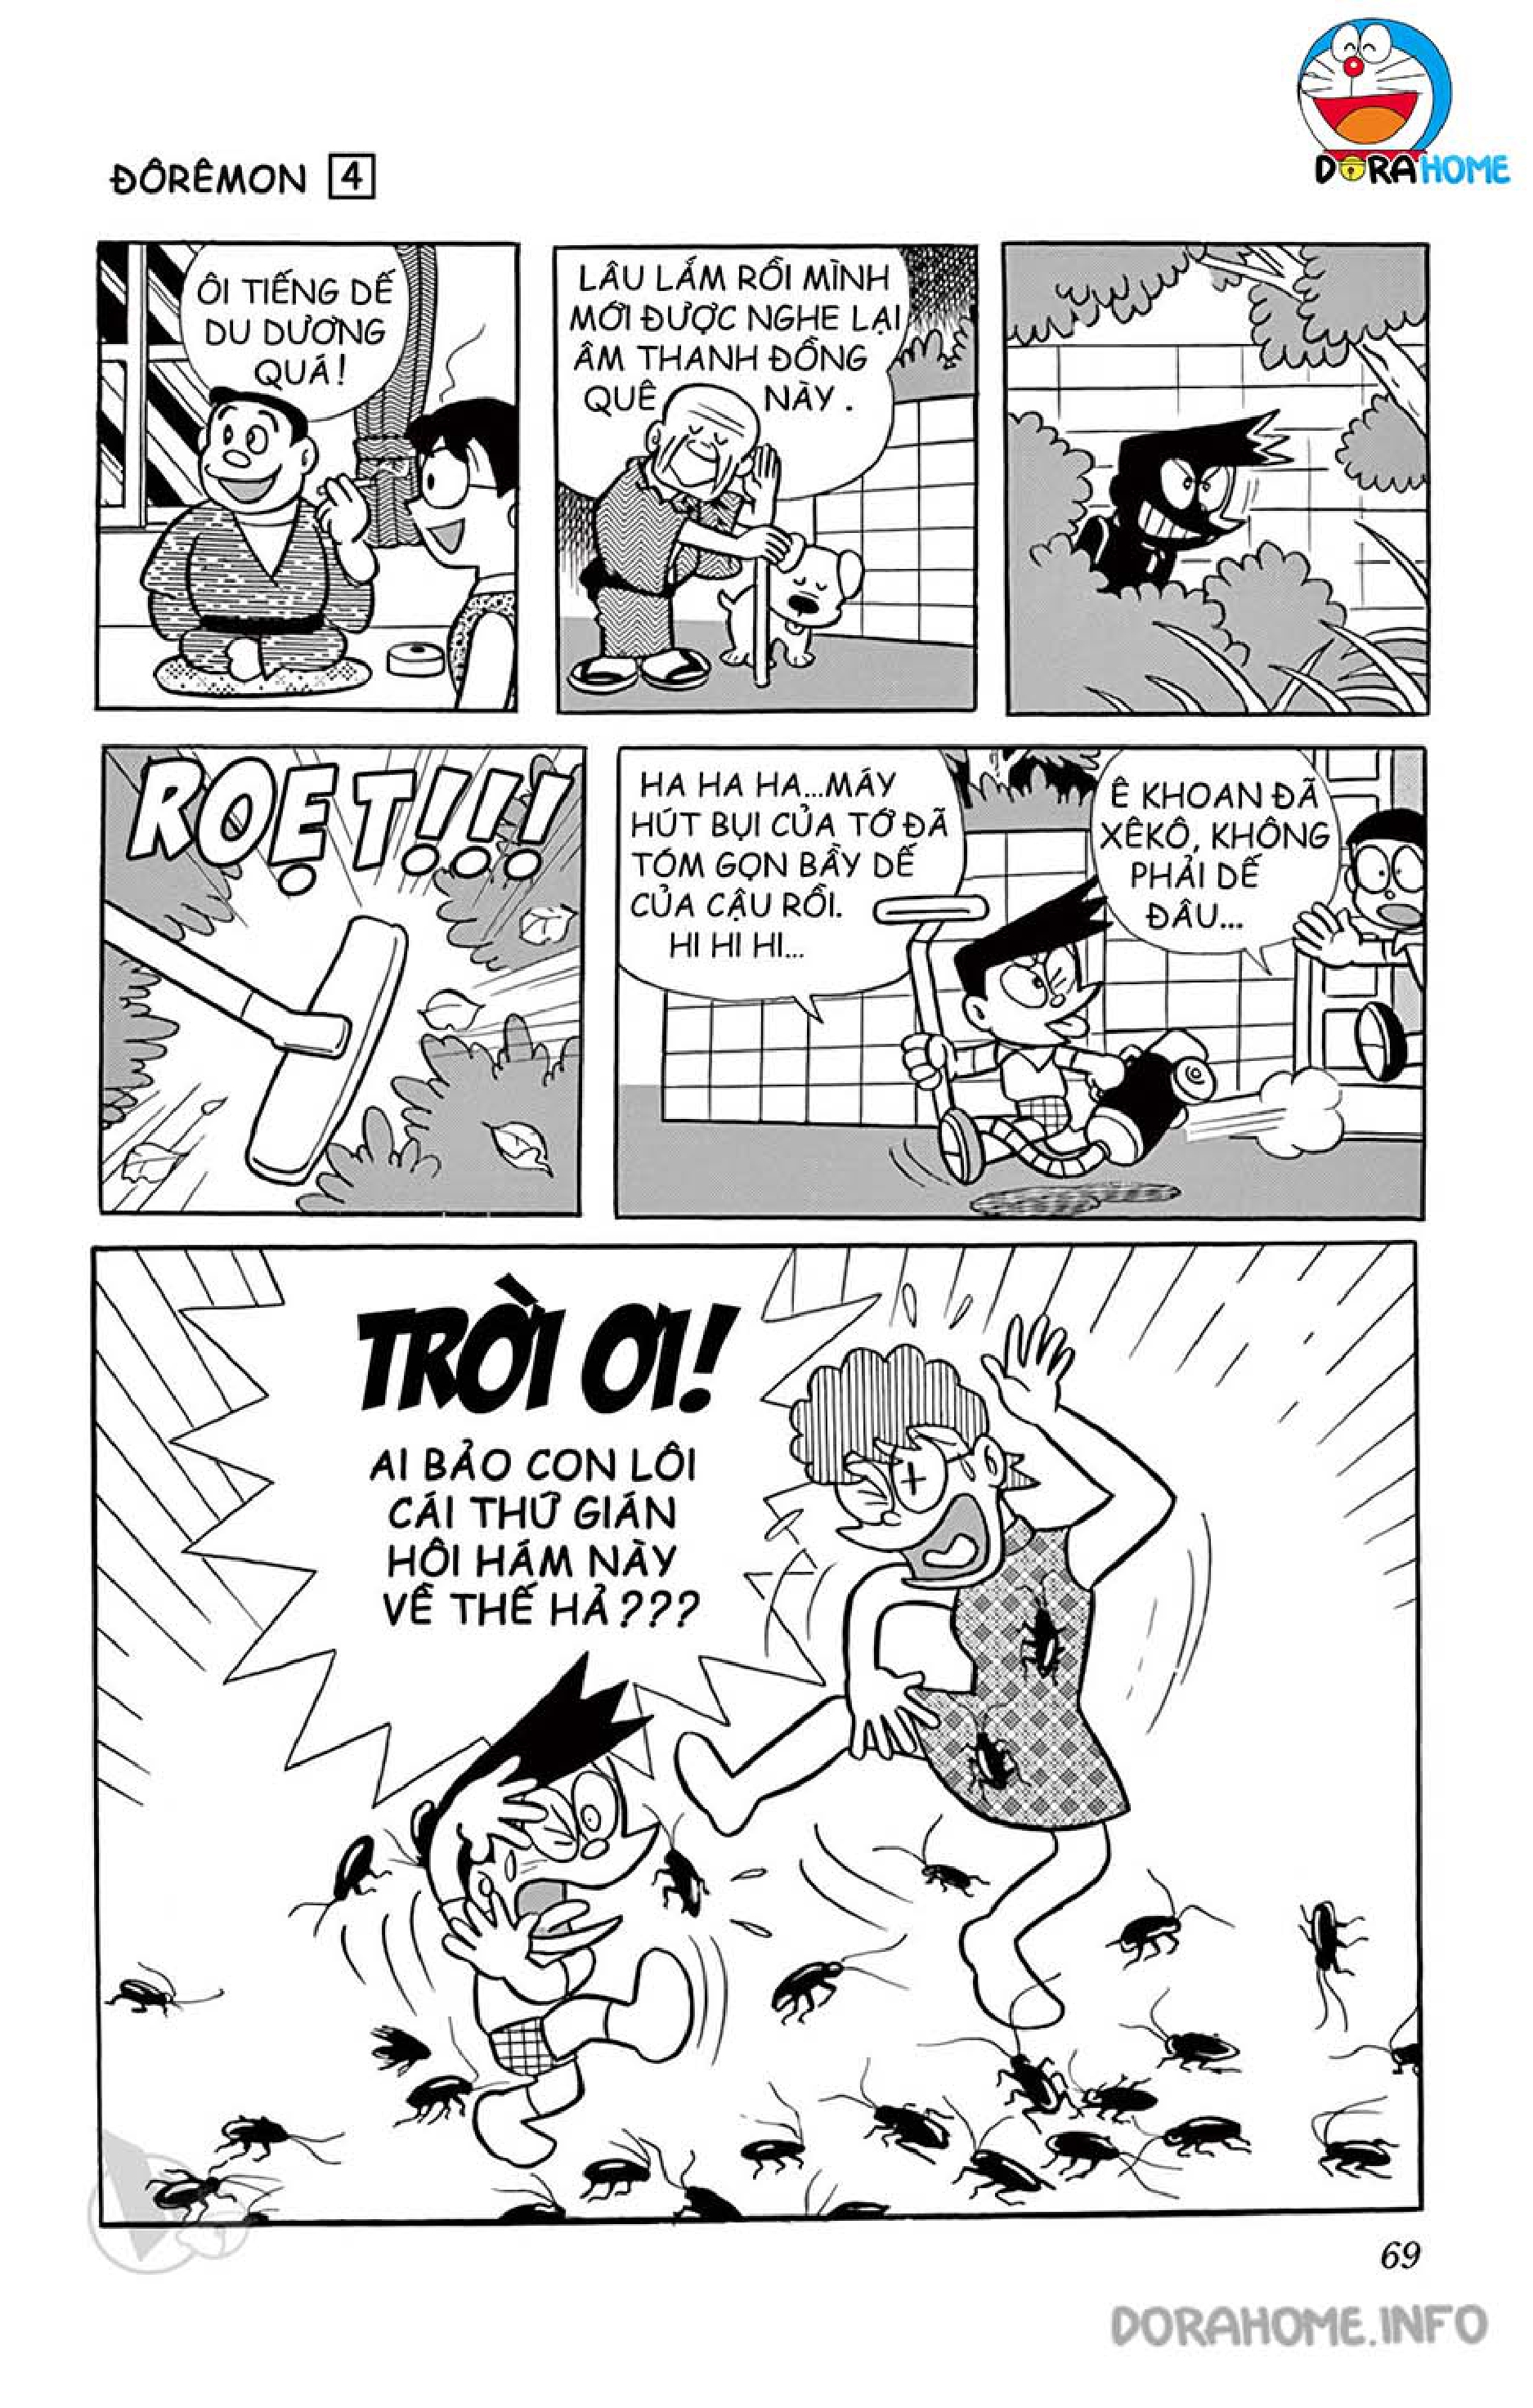 DORAHOME
ĐÔRÊMON 4
ÔI TIẾNG DẾ
DU DƯƠNG
QUÁ!
LÂU LẮM RỒI MÌNH
MỚI ĐƯỢC NGHE LẠI
ÂM THANH ĐỒNG
QUÊ NÀY.
ROẸT!!!
HA HA HA...MÁY
HÚT BỤI CỦA TỚ ĐÃ
TÓM GỌN BẦY DẾ
CỦA CẬU RỒI.
HI HI HI...
Ê KHOAN ĐÃ
XÊKÔ, KHÔNG
PHẢI DẾ
ĐÂU...
TRỜI ƠI!
AI BẢO CON LÔI
CÁI THỨ GIÁN
HÔI HÁM NÀY
VỀ THẾ HẢ???
69
DORAHOME.INFO